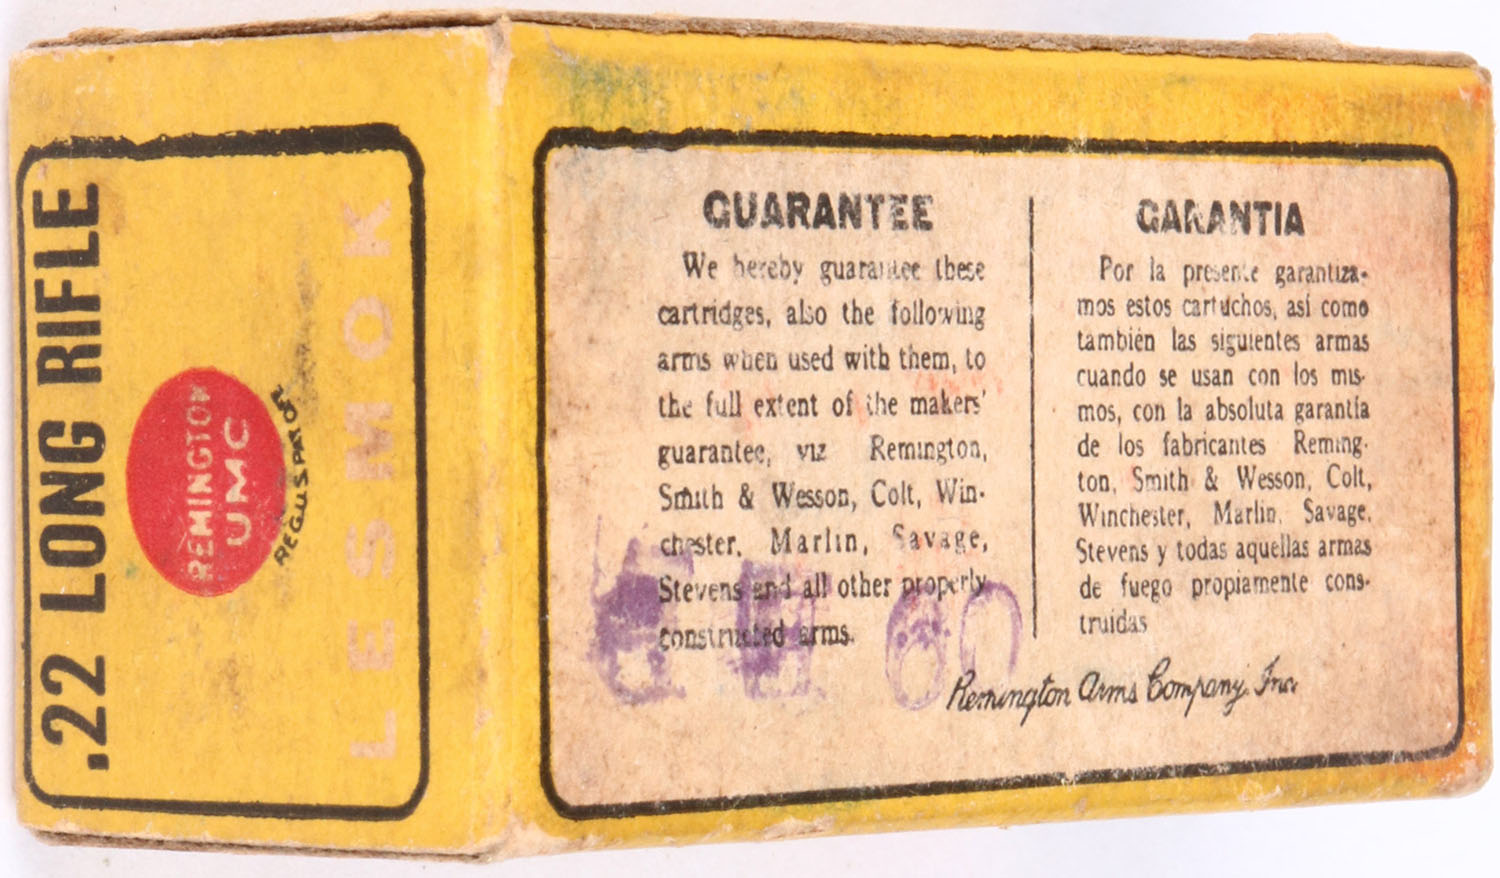 .22 LONG RIFLE
REMINGTON
UMC
REG.U.S.PAT.OFF.
LESMOK
GUARANTEE
We hereby guarantee these
cartridges, also the following
arms when used with them, to
the full extent of the makers'
guarantee, viz Remington,
Smith & Wesson, Colt, Win-
chester, Marlin, Savage,
Stevens and all other properly
constructed arms.
GARANTIA
Por la presente garantiza-
mos estos cartuchos, así como
también las siguientes armas
cuando se usan con los mis-
mos, con la absoluta garantía
de los fabricantes Reming-
ton, Smith & Wesson, Colt,
Winchester, Marlin, Savage,
Stevens y todas aquellas armas
de fuego propiamente cons-
truidas
Remington Arms Company, Inc.